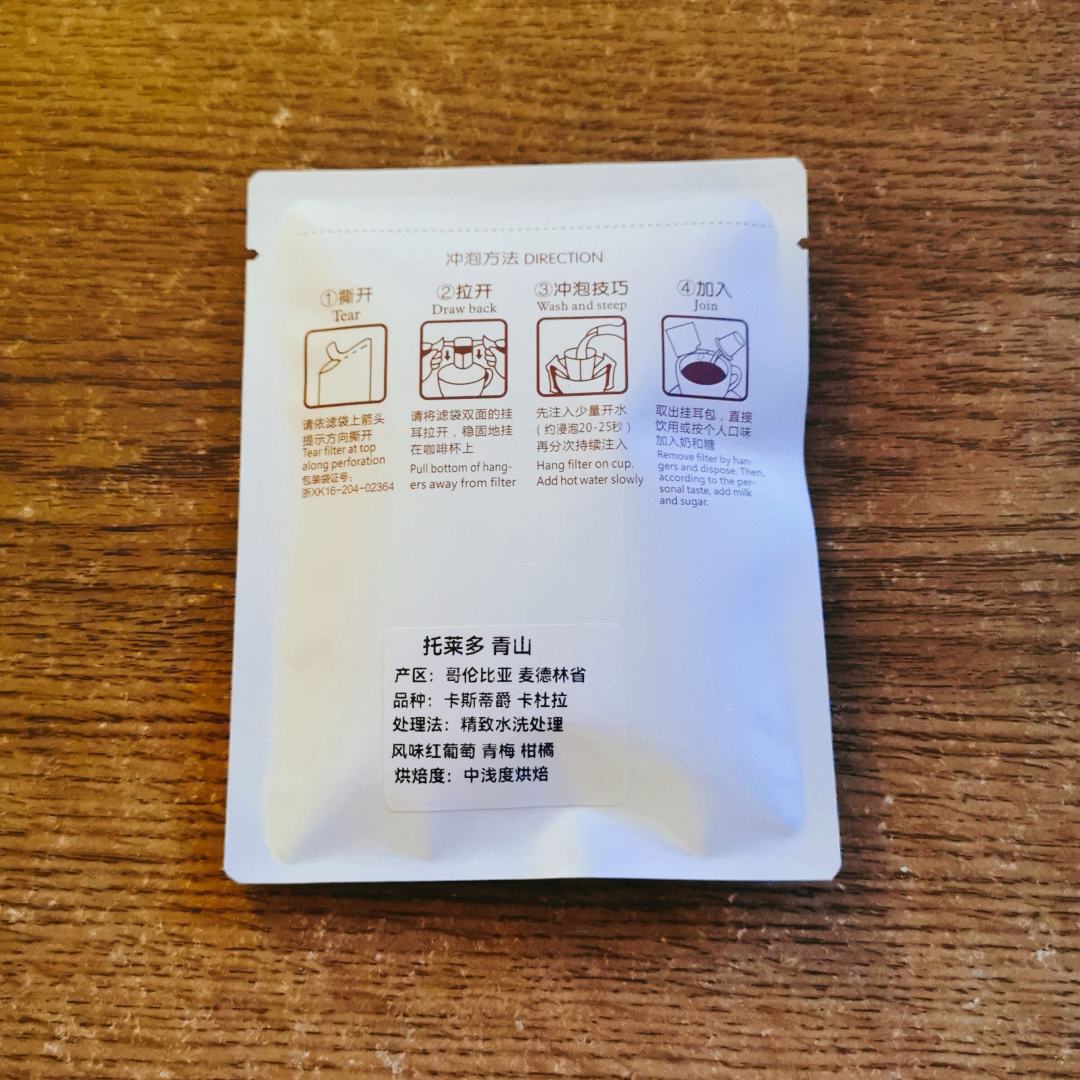 冲泡方法 DIRECTION
①撕开
Tear
请依滤袋上箭头
提示方向撕开
Tear filter at top
along perforation
包装袋证号:
浙XK16-204-02364
②拉开
Draw back
请将滤袋双面的挂
耳拉开，稳固地挂
在咖啡杯上
Pull bottom of hang-
ers away from filter
③冲泡技巧
Wash and steep
先注入少量开水
(约浸泡20-25秒)
再分次持续注入
Hang filter on cup.
Add hot water slowly
④加入
Join
取出挂耳包，直接
饮用或按个人口味
加入奶和糖
Remove filter by han-
gers and dispose. Then,
according to the per-
sonal taste, add milk
and sugar.
托莱多 青山
产区：哥伦比亚 麦德林省
品种：卡斯蒂爵 卡杜拉
处理法：精致水洗处理
风味红葡萄 青梅 柑橘
烘焙度：中浅度烘焙